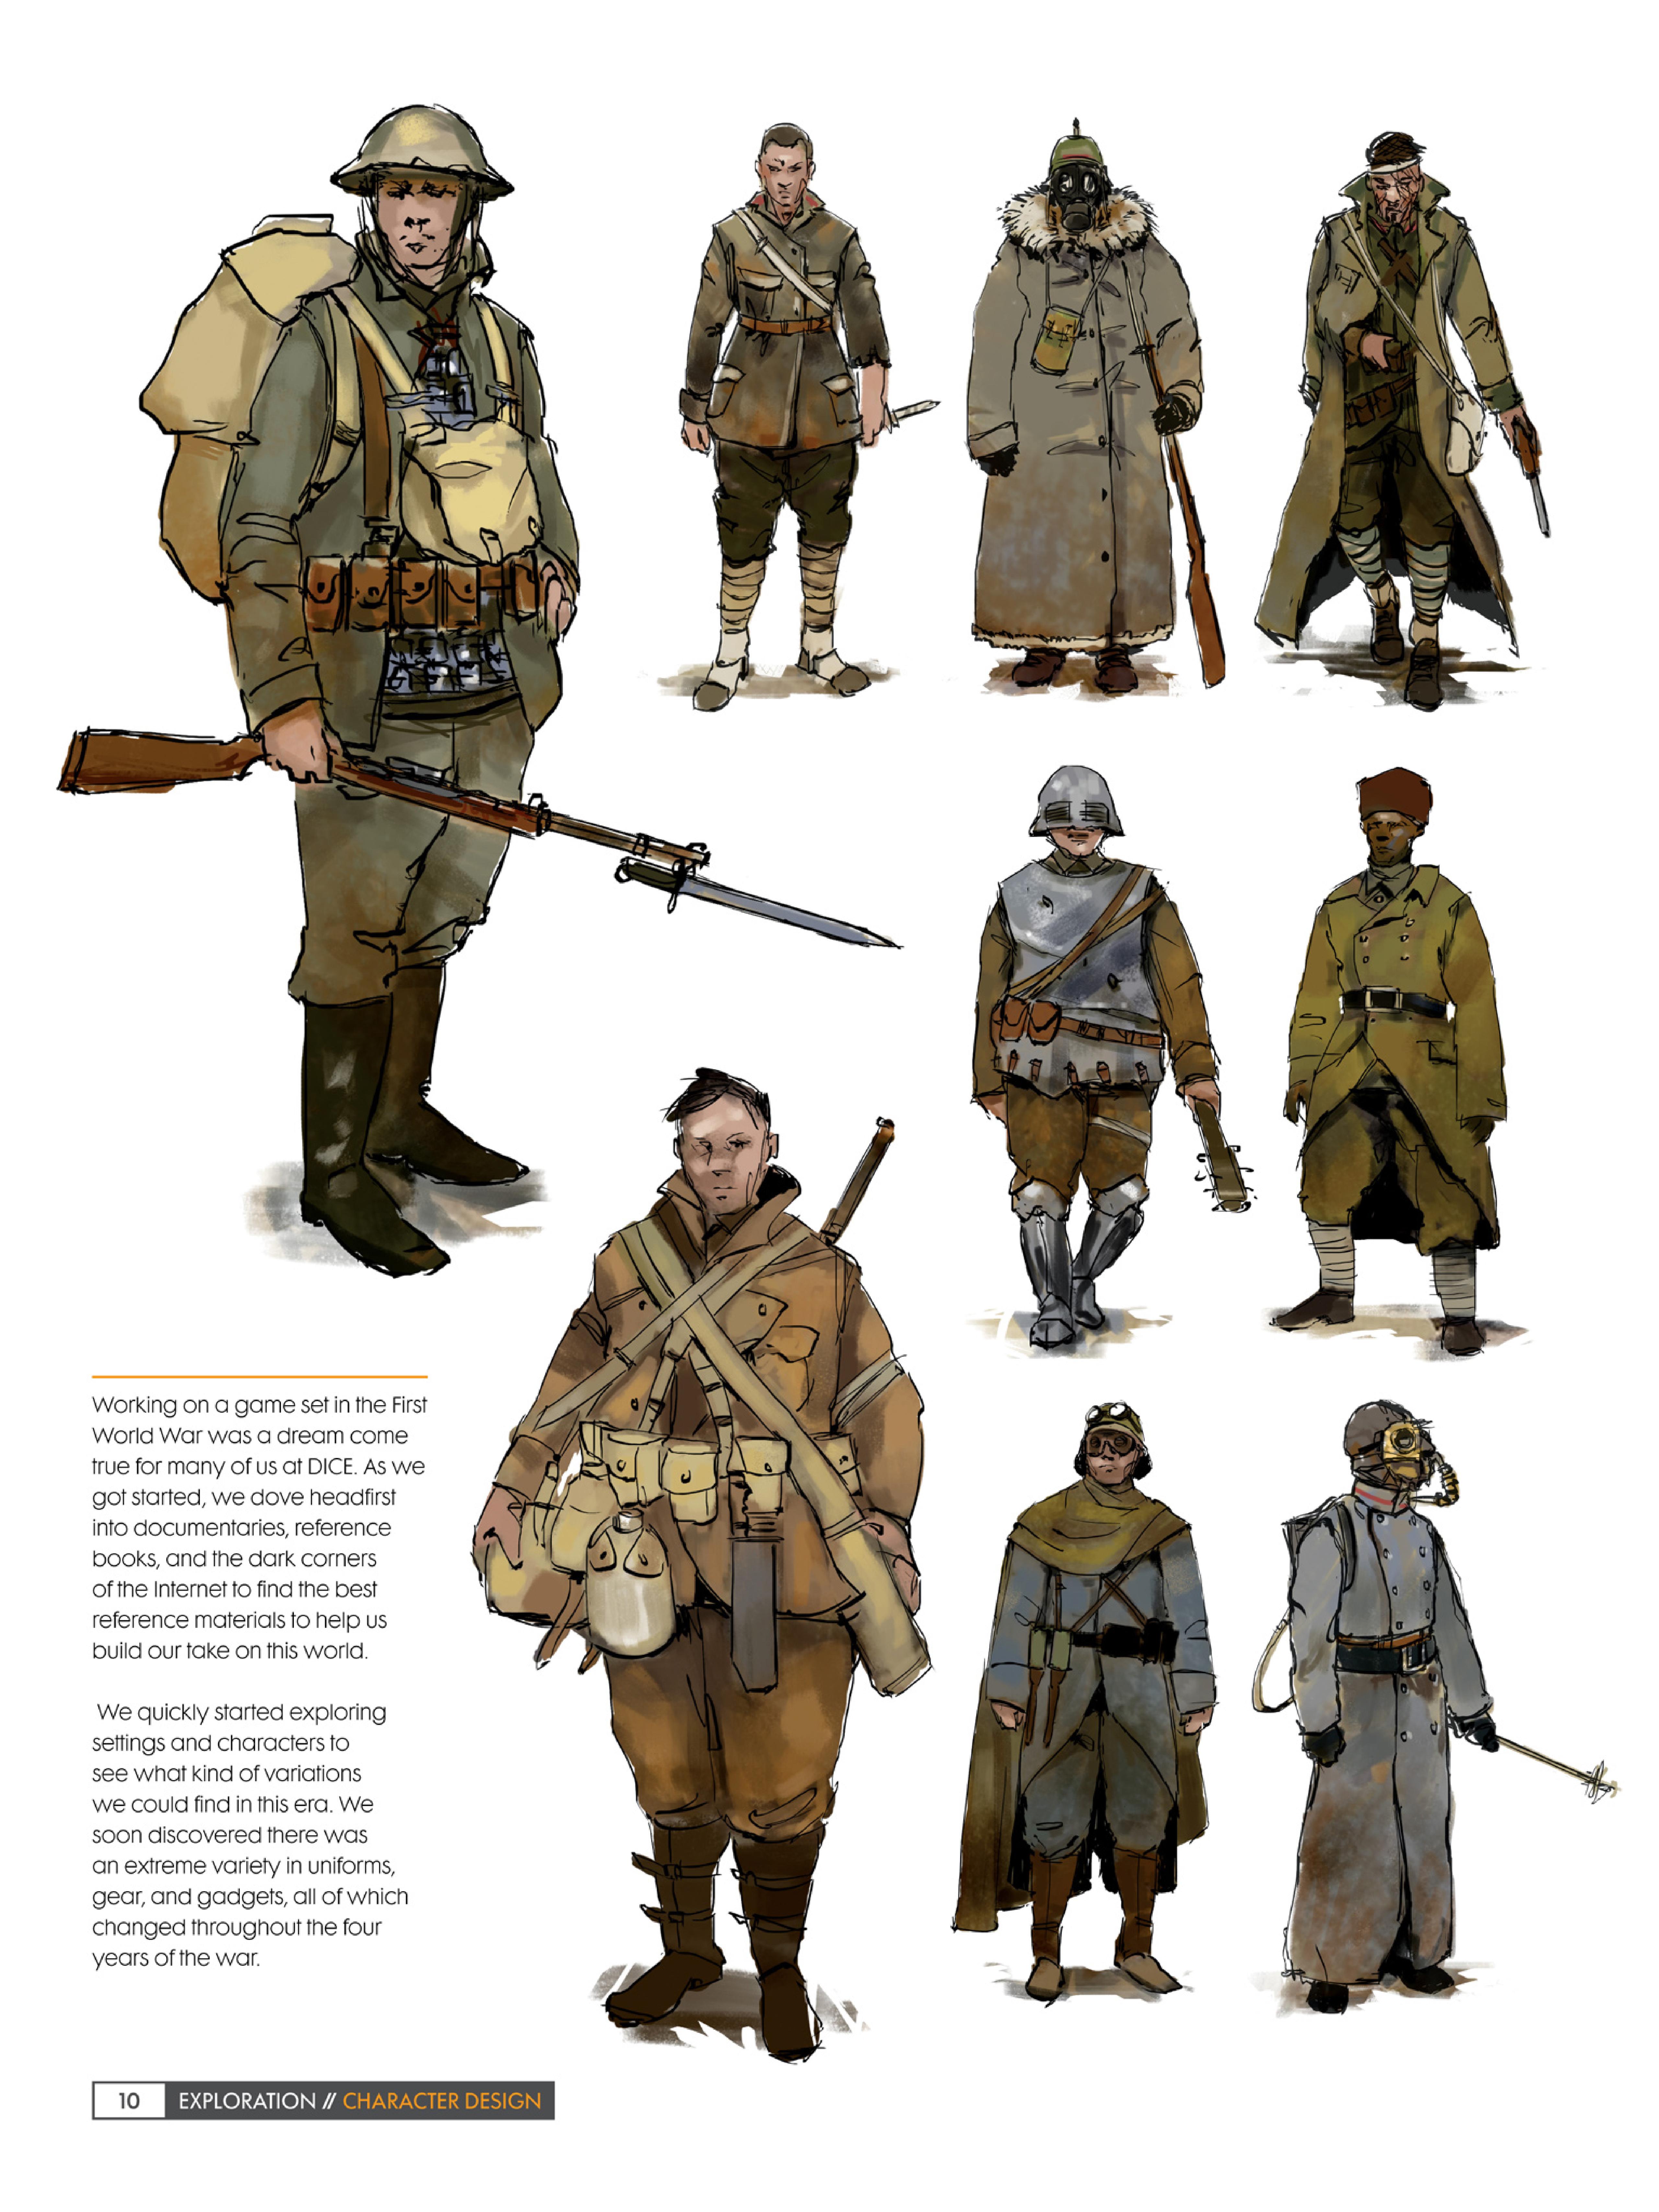 Working on a game set in the First
World War was a dream come
true for many of us at DICE. As we
got started, we dove headfirst
into documentaries, reference
books, and the dark corners
of the Internet to find the best
reference materials to help us
build our take on this world.
We quickly started exploring
settings and characters to
see what kind of variations
we could find in this era. We
soon discovered there was
an extreme variety in uniforms,
gear, and gadgets, all of which
changed throughout the four
years of the war.
10 EXPLORATION // CHARACTER DESIGN